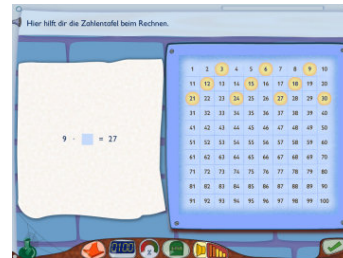 Hier hilft dir die Zahlentafel beim Rechnen.
9 · = 27
1 2 3 4 5 6 7 8 9 10
11 12 13 14 15 16 17 18 19 20
21 22 23 24 25 26 27 28 29 30
31 32 33 34 35 36 37 38 39 40
41 42 43 44 45 46 47 48 49 50
51 52 53 54 55 56 57 58 59 60
61 62 63 64 65 66 67 68 69 70
71 72 73 74 75 76 77 78 79 80
81 82 83 84 85 86 87 88 89 90
91 92 93 94 95 96 97 98 99 100
0100